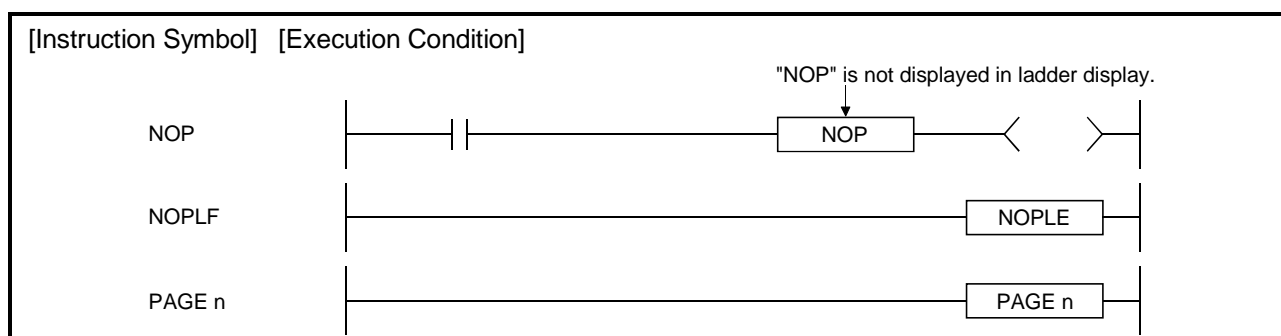 [Instruction Symbol] [Execution Condition]
"NOP" is not displayed in ladder display.
NOP NOP
NOPLF NOPLE
PAGE n PAGE n